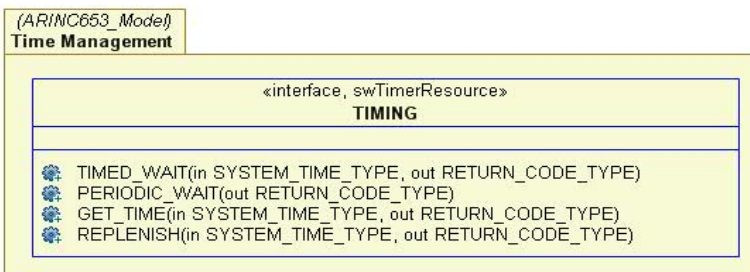 (ARINC653_Model)
Time Management
«interface, swTimerResource»
TIMING
TIMED_WAIT(in SYSTEM_TIME_TYPE, out RETURN_CODE_TYPE)
PERIODIC_WAIT(out RETURN_CODE_TYPE)
GET_TIME(in SYSTEM_TIME_TYPE, out RETURN_CODE_TYPE)
REPLENISH(in SYSTEM_TIME_TYPE, out RETURN_CODE_TYPE)